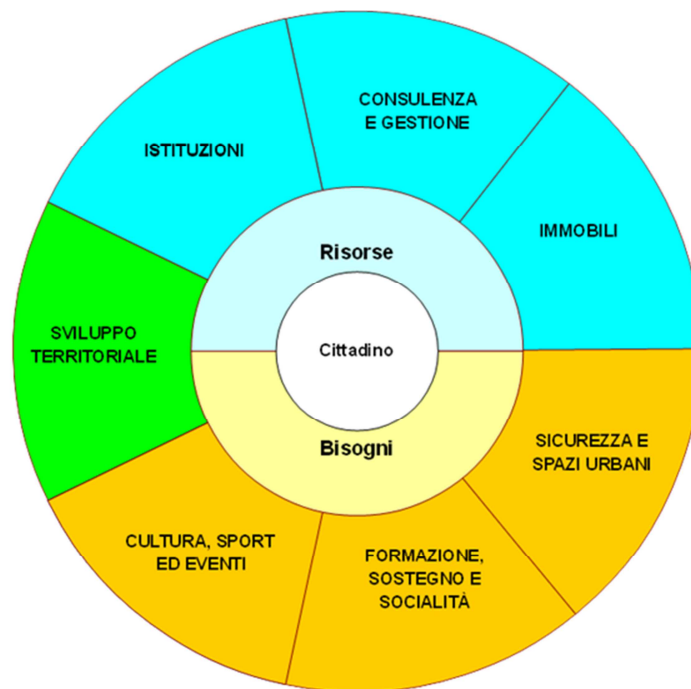 CONSULENZA
E GESTIONE
ISTITUZIONI
IMMOBILI
Risorse
SVILUPPO
TERRITORIALE
Cittadino
Bisogni
SICUREZZA E
SPAZI URBANI
CULTURA, SPORT
ED EVENTI
FORMAZIONE,
SOSTEGNO E
SOCIALITÀ